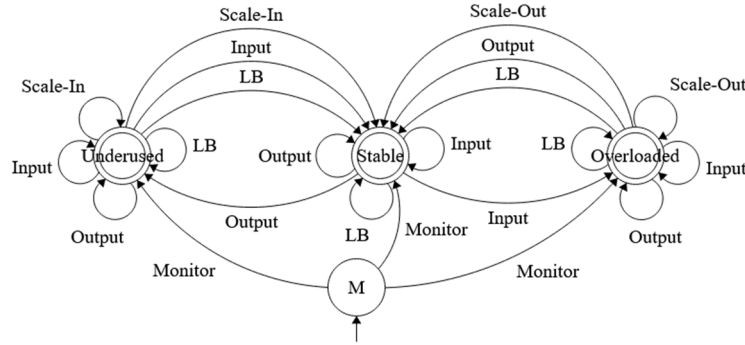 Scale-In
Scale-Out
Input
Output
LB
LB
Scale-In
Scale-Out
LB
Output
Input
LB
Input
Underused
Stable
Overloaded
Input
Output
Output
Input
LB
Monitor
Output
Monitor
Monitor
M